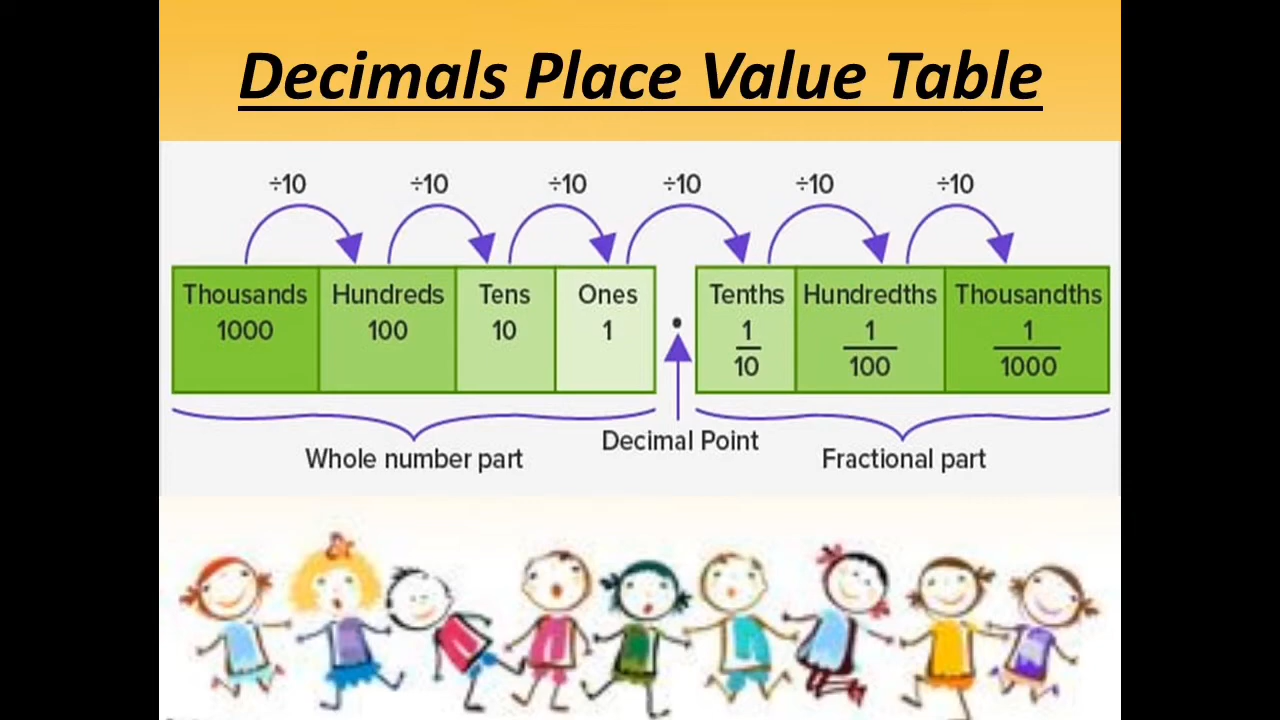 Decimals Place Value Table
÷10 ÷10 ÷10 ÷10 ÷10 ÷10
Thousands Hundreds Tens Ones . Tenths Hundredths Thousandths
1000 100 10 1 1/10 1/100 1/1000
Decimal Point
Whole number part Fractional part